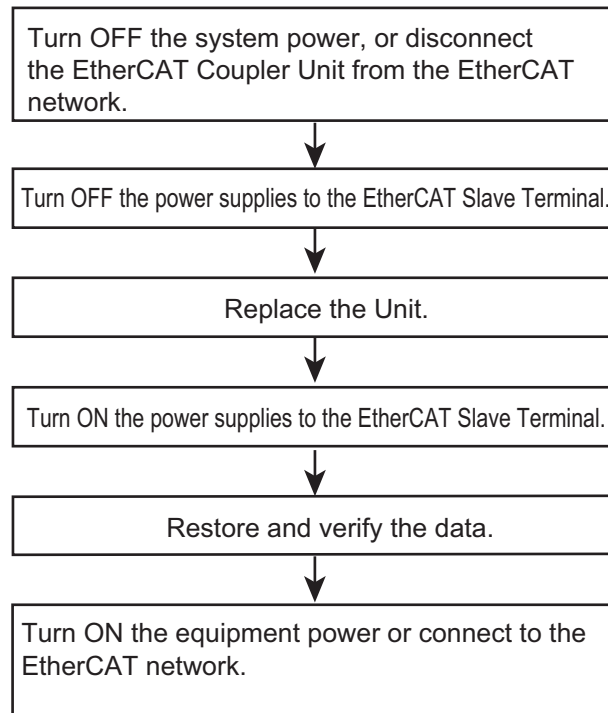 Turn OFF the system power, or disconnect
the EtherCAT Coupler Unit from the EtherCAT
network.
Turn OFF the power supplies to the EtherCAT Slave Terminal.
Replace the Unit.
Turn ON the power supplies to the EtherCAT Slave Terminal.
Restore and verify the data.
Turn ON the equipment power or connect to the
EtherCAT network.